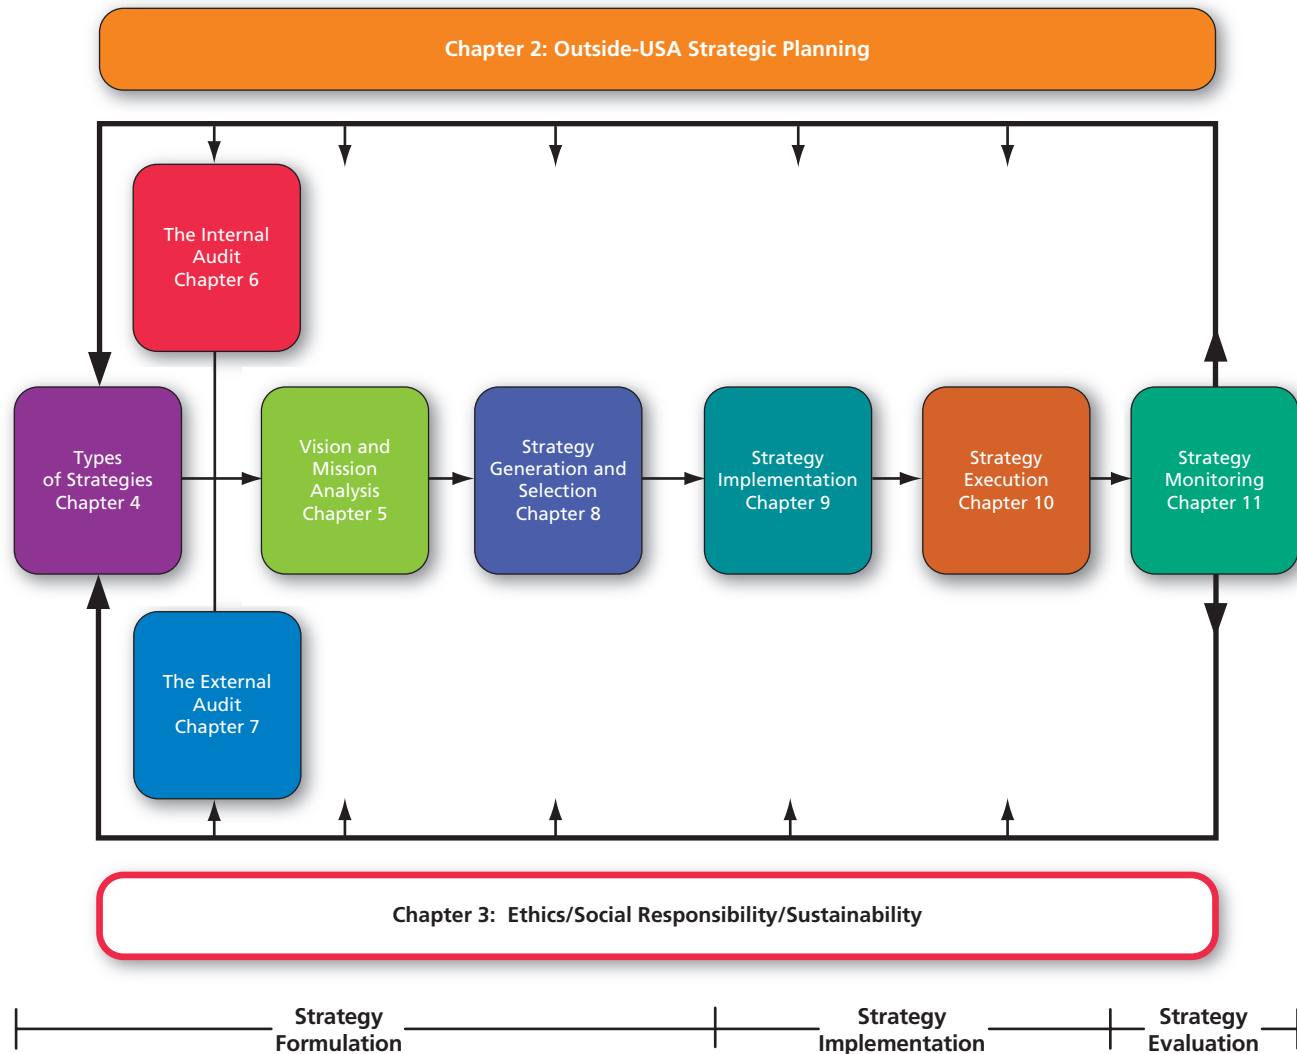 Chapter 2: Outside-USA Strategic Planning
The Internal
Audit
Chapter 6
Types
of Strategies
Chapter 4
Vision and
Mission
Analysis
Chapter 5
Strategy
Generation and
Selection
Chapter 8
Strategy
Implementation
Chapter 9
Strategy
Execution
Chapter 10
Strategy
Monitoring
Chapter 11
The External
Audit
Chapter 7
Chapter 3: Ethics/Social Responsibility/Sustainability
Strategy
Formulation
Strategy
Implementation
Strategy
Evaluation